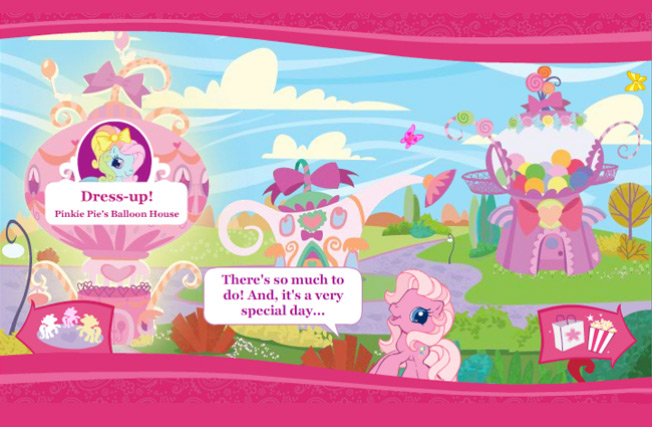 Dress-up!
Pinkie Pie's Balloon House
There's so much to
do! And, it's a very
special day...